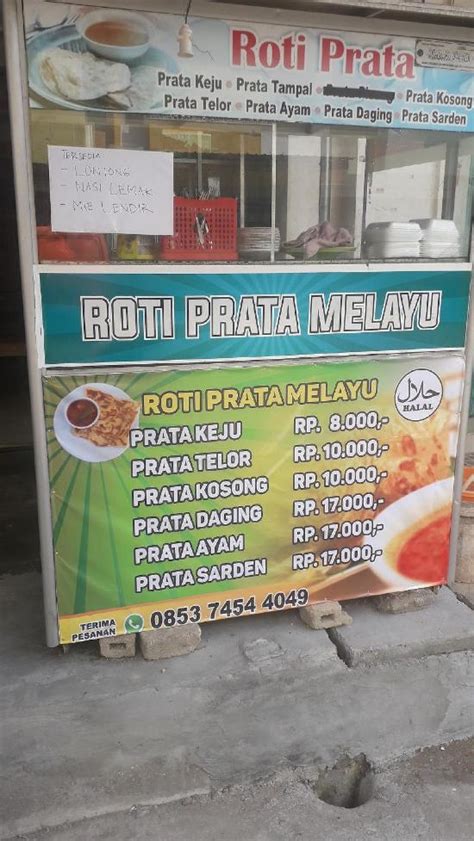 Roti Prata
Prata Keju • Prata Tampal • • Prata Kosong
Prata Telor • Prata Ayam • Prata Daging • Prata Sarden
TERSEDIA
- LONTONG
- NASI LEMAK
- MIE LENDIR
ROTI PRATA MELAYU
ROTI PRATA MELAYU
حلال
HALAL
PRATA KEJU RP. 8.000,-
PRATA TELOR RP. 10.000,-
PRATA KOSONG RP. 10.000,-
PRATA DAGING RP. 17.000,-
PRATA AYAM RP. 17.000,-
PRATA SARDEN RP. 17.000,-
TERIMA
PESANAN
0853 7454 4049